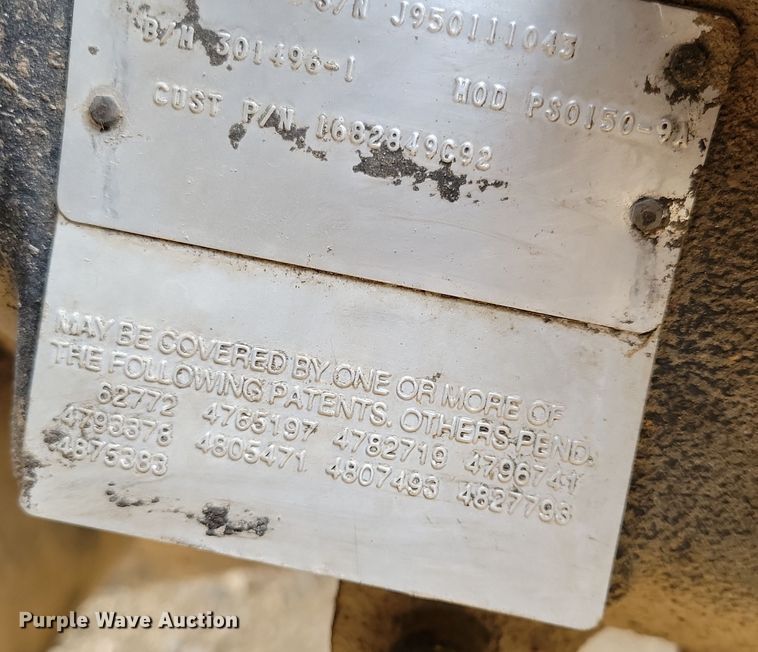 S/N J950111043
B/M 301496-1 MOD PS0150-9A
CUST P/N 1682849C92
MAY BE COVERED BY ONE OR MORE OF
THE FOLLOWING PATENTS. OTHERS PEND.
62772 4765197 4782719 4796741
4793378 4805471 4807493 4827793
4875383
Purple Wave Auction